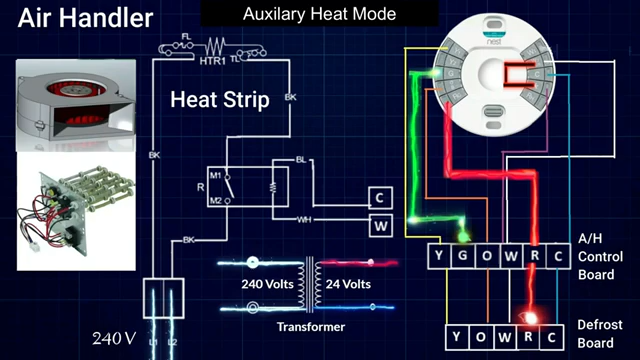 Air Handler
Auxilary Heat Mode
FL
HTR1
TL
nest
Heat Strip
BK
BK
M1
M2
R
BL
WH
C
W
BK
240 Volts
24 Volts
Transformer
Y G O W R C
A/H
Control
Board
Y O W R C
Defrost
Board
240V
L1
L2